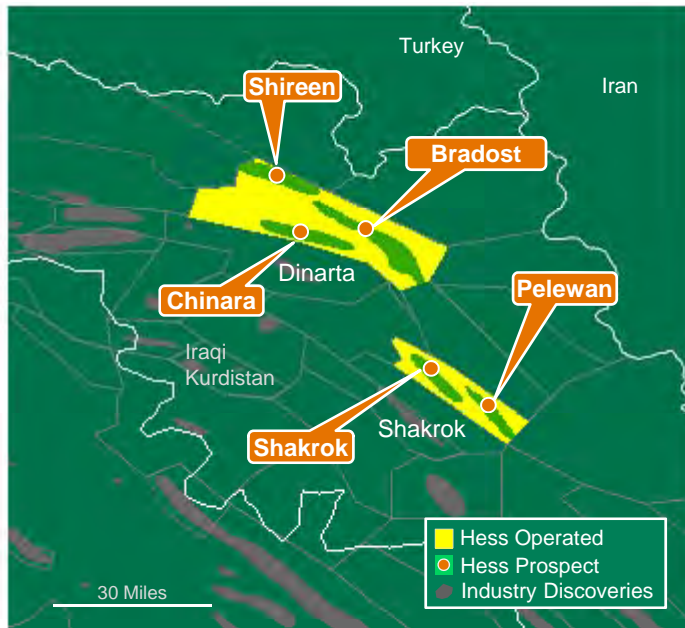 Turkey
Iran
Shireen
Bradost
Dinarta
Chinara
Pelewan
Iraqi
Kurdistan
Shakrok
Shakrok
Hess Operated
Hess Prospect
Industry Discoveries
30 Miles